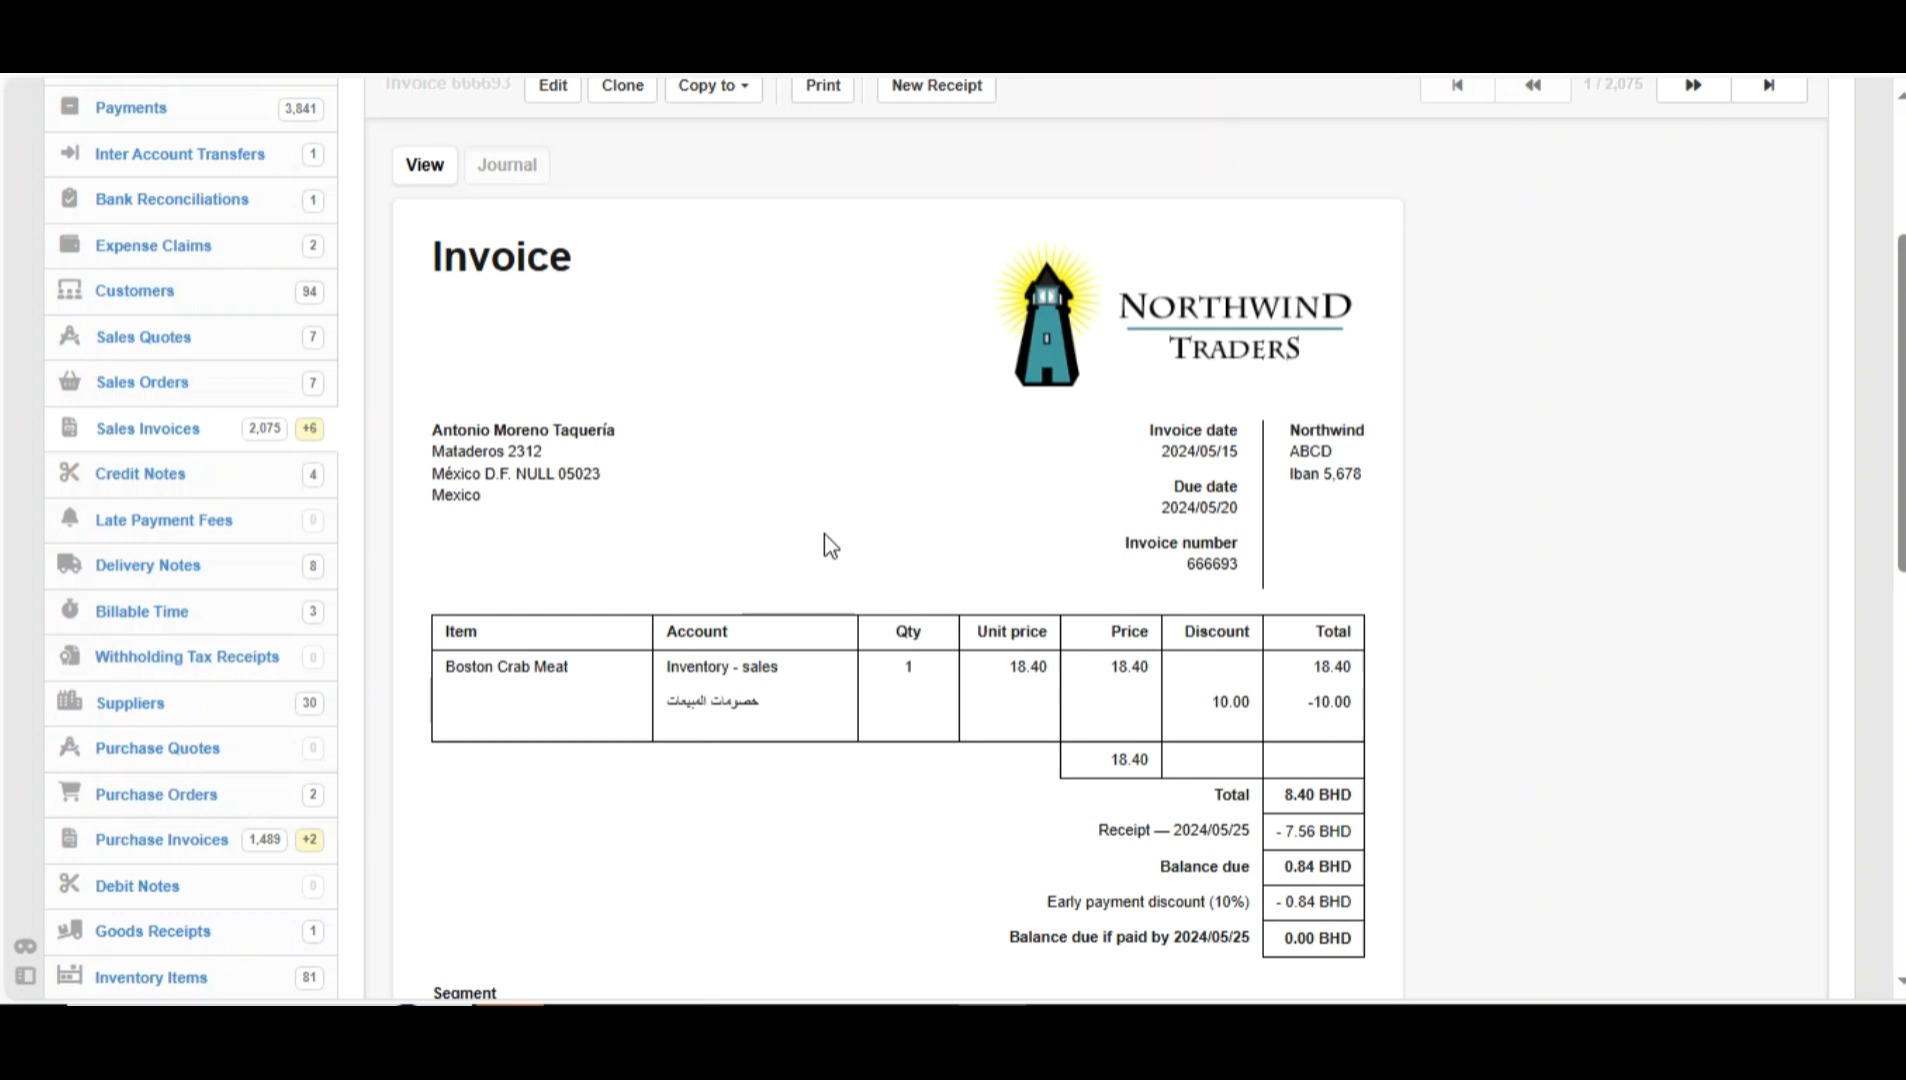 Invoice 666693
Edit
Clone
Copy to
Print
New Receipt
1 / 2,075
Payments 3,841
Inter Account Transfers 1
Bank Reconciliations 1
Expense Claims 2
Customers 94
Sales Quotes 7
Sales Orders 7
Sales Invoices 2,075 +6
Credit Notes 4
Late Payment Fees 0
Delivery Notes 8
Billable Time 3
Withholding Tax Receipts 0
Suppliers 30
Purchase Quotes 0
Purchase Orders 2
Purchase Invoices 1,489 +2
Debit Notes 0
Goods Receipts 1
Inventory Items 81
View
Journal
Invoice
NORTHWIND
TRADERS
Antonio Moreno Taquería
Mataderos 2312
México D.F. NULL 05023
Mexico
Invoice date
2024/05/15
Due date
2024/05/20
Invoice number
666693
Northwind
ABCD
Iban 5,678
Item Account Qty Unit price Price Discount Total
Boston Crab Meat Inventory - sales 1 18.40 18.40 18.40
خصومات المبيعات 10.00 -10.00
18.40
Total 8.40 BHD
Receipt — 2024/05/25 - 7.56 BHD
Balance due 0.84 BHD
Early payment discount (10%) - 0.84 BHD
Balance due if paid by 2024/05/25 0.00 BHD
Segment